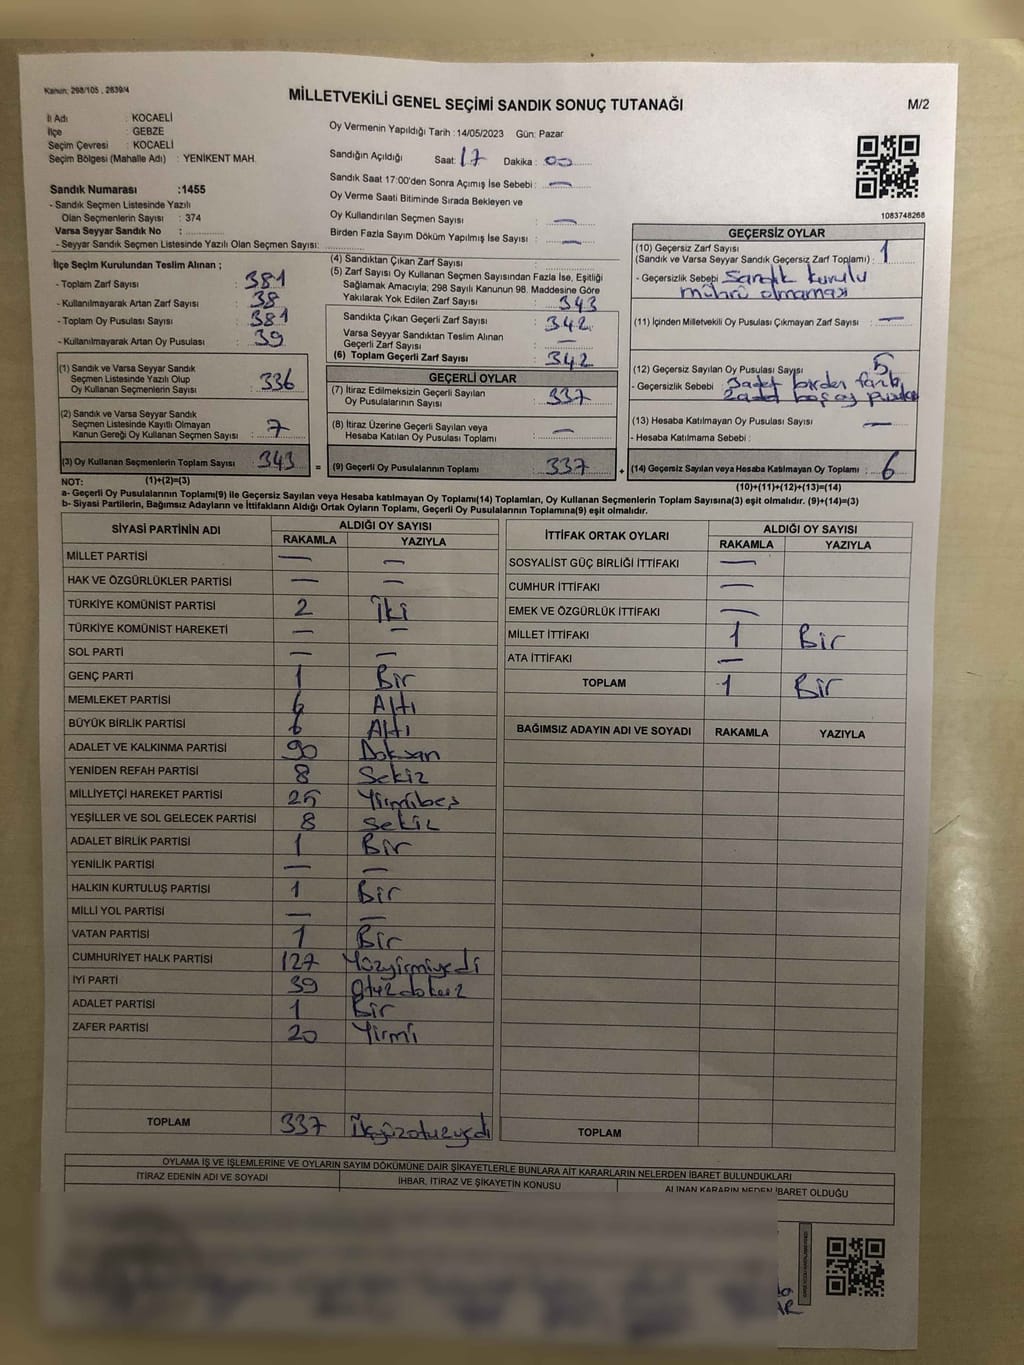 Kanun: 298/105 , 2839/4
MİLLETVEKİLİ GENEL SEÇİMİ SANDIK SONUÇ TUTANAĞI
M/2
İl Adı : KOCAELİ
İlçe : GEBZE
Seçim Çevresi : KOCAELİ
Seçim Bölgesi (Mahalle Adı) : YENİKENT MAH.
Sandık Numarası :1455
- Sandık Seçmen Listesinde Yazılı
Olan Seçmenlerin Sayısı : 374
Varsa Seyyar Sandık No :
- Seyyar Sandık Seçmen Listesinde Yazılı Olan Seçmen Sayısı:
Oy Vermenin Yapıldığı Tarih : 14/05/2023 Gün: Pazar
Sandığın Açıldığı Saat: 17 Dakika : 00
Sandık Saat 17:00'den Sonra Açılmış İse Sebebi : —
Oy Verme Saati Bitiminde Sırada Bekleyen ve
Oy Kullandırılan Seçmen Sayısı : —
Birden Fazla Sayım Döküm Yapılmış İse Sayısı : —
1083748268
İlçe Seçim Kurulundan Teslim Alınan ;
- Toplam Zarf Sayısı : 381
- Kullanılmayarak Artan Zarf Sayısı : 38
- Toplam Oy Pusulası Sayısı : 381
- Kullanılmayarak Artan Oy Pusulası : 39
(1) Sandık ve Varsa Seyyar Sandık
Seçmen Listesinde Yazılı Olup
Oy Kullanan Seçmenlerin Sayısı : 336
(2) Sandık ve Varsa Seyyar Sandık
Seçmen Listesinde Kayıtlı Olmayan
Kanun Gereği Oy Kullanan Seçmen Sayısı : 7
(3) Oy Kullanan Seçmenlerin Toplam Sayısı : 343
(4) Sandıktan Çıkan Zarf Sayısı :
(5) Zarf Sayısı Oy Kullanan Seçmen Sayısından Fazla İse, Eşitliği
Sağlamak Amacıyla; 298 Sayılı Kanunun 98. Maddesine Göre
Yakılarak Yok Edilen Zarf Sayısı : 343
Sandıkta Çıkan Geçerli Zarf Sayısı : 342
Varsa Seyyar Sandıktan Teslim Alınan
Geçerli Zarf Sayısı : —
(6) Toplam Geçerli Zarf Sayısı : 342
GEÇERLİ OYLAR
(7) İtiraz Edilmeksizin Geçerli Sayılan
Oy Pusulalarının Sayısı : 337
(8) İtiraz Üzerine Geçerli Sayılan veya
Hesaba Katılan Oy Pusulası Toplamı : —
= (9) Geçerli Oy Pusulalarının Toplamı : 337
GEÇERSİZ OYLAR
(10) Geçersiz Zarf Sayısı
(Sandık ve Varsa Seyyar Sandık Geçersiz Zarf Toplamı) : 1
- Geçersizlik Sebebi : Sandık kurulu
mührü olmaması
(11) İçinden Milletvekili Oy Pusulası Çıkmayan Zarf Sayısı : —
(12) Geçersiz Sayılan Oy Pusulası Sayısı : 5
- Geçersizlik Sebebi : 3 adet birden fazla
2 adet boş oy
(13) Hesaba Katılmayan Oy Pusulası Sayısı : —
- Hesaba Katılmama Sebebi :
+ (14) Geçersiz Sayılan veya Hesaba Katılmayan Oy Toplamı : 6
NOT: (1)+(2)=(3)
(10)+(11)+(12)+(13)=(14)
a- Geçerli Oy Pusulalarının Toplamı(9) ile Geçersiz Sayılan veya Hesaba katılmayan Oy Toplamı(14) Toplamları, Oy Kullanan Seçmenlerin Toplam Sayısına(3) eşit olmalıdır. (9)+(14)=(3)
b- Siyasi Partilerin, Bağımsız Adayların ve İttifakların Aldığı Ortak Oyların Toplamı, Geçerli Oy Pusulalarının Toplamına(9) eşit olmalıdır.
SİYASİ PARTİNİN ADI ALDIĞI OY SAYISI
RAKAMLA YAZIYLA
MİLLET PARTİSİ — —
HAK VE ÖZGÜRLÜKLER PARTİSİ — —
TÜRKİYE KOMÜNİST PARTİSİ 2 İki
TÜRKİYE KOMÜNİST HAREKETİ — —
SOL PARTİ — —
GENÇ PARTİ 1 Bir
MEMLEKET PARTİSİ 6 Altı
BÜYÜK BİRLİK PARTİSİ 6 Altı
ADALET VE KALKINMA PARTİSİ 90 Doksan
YENİDEN REFAH PARTİSİ 8 Sekiz
MİLLİYETÇİ HAREKET PARTİSİ 25 Yirmibeş
YEŞİLLER VE SOL GELECEK PARTİSİ 8 Sekiz
ADALET BİRLİK PARTİSİ 1 Bir
YENİLİK PARTİSİ — —
HALKIN KURTULUŞ PARTİSİ 1 Bir
MİLLİ YOL PARTİSİ — —
VATAN PARTİSİ 1 Bir
CUMHURİYET HALK PARTİSİ 127 Yüzyirmiyedi
İYİ PARTİ 39 Otuzdokuz
ADALET PARTİSİ 1 Bir
ZAFER PARTİSİ 20 Yirmi
TOPLAM 337
İTTİFAK ORTAK OYLARI ALDIĞI OY SAYISI
RAKAMLA YAZIYLA
SOSYALİST GÜÇ BİRLİĞİ İTTİFAKI —
CUMHUR İTTİFAKI —
EMEK VE ÖZGÜRLÜK İTTİFAKI —
MİLLET İTTİFAKI 1 Bir
ATA İTTİFAKI —
TOPLAM 1 Bir
BAĞIMSIZ ADAYIN ADI VE SOYADI RAKAMLA YAZIYLA
TOPLAM
OYLAMA İŞ VE İŞLEMLERİNE VE OYLARIN SAYIM DÖKÜMÜNE DAİR ŞİKAYETLERLE BUNLARA AİT KARARLARIN NELERDEN İBARET BULUNDUKLARI
İTİRAZ EDENİN ADI VE SOYADI İHBAR, İTİRAZ VE ŞİKAYETİN KONUSU ALINAN KARARIN NEDEN İBARET OLDUĞU